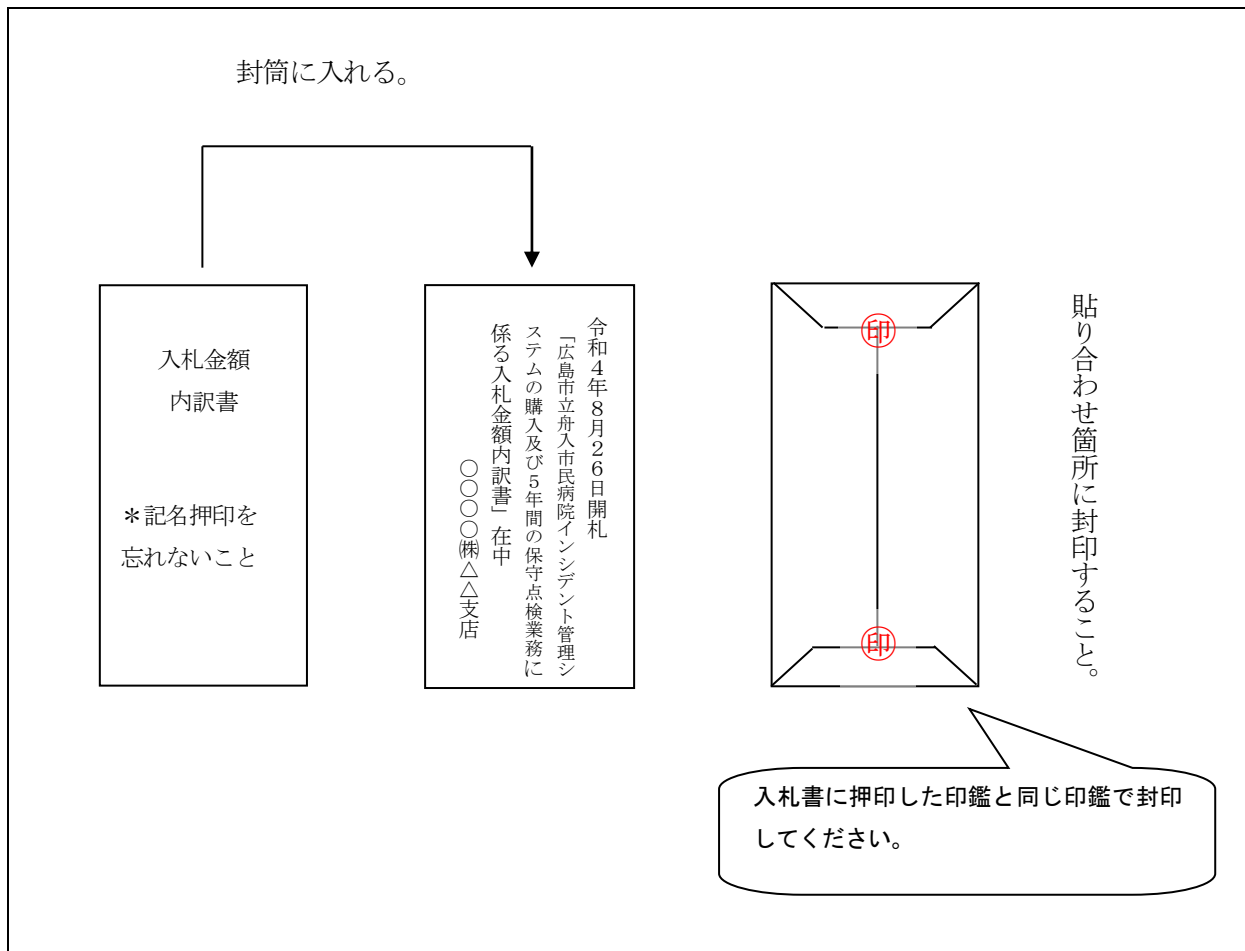 封筒に入れる。
入札金額
内訳書
＊記名押印を
忘れないこと
令和４年８月２６日開札
「広島市立舟入市民病院インシデント管理シ
ステムの購入及び５年間の保守点検業務に
係る入札金額内訳書」在中
○○○○㈱△△支店
印
印
貼り合わせ箇所に封印すること。
入札書に押印した印鑑と同じ印鑑で封印
してください。